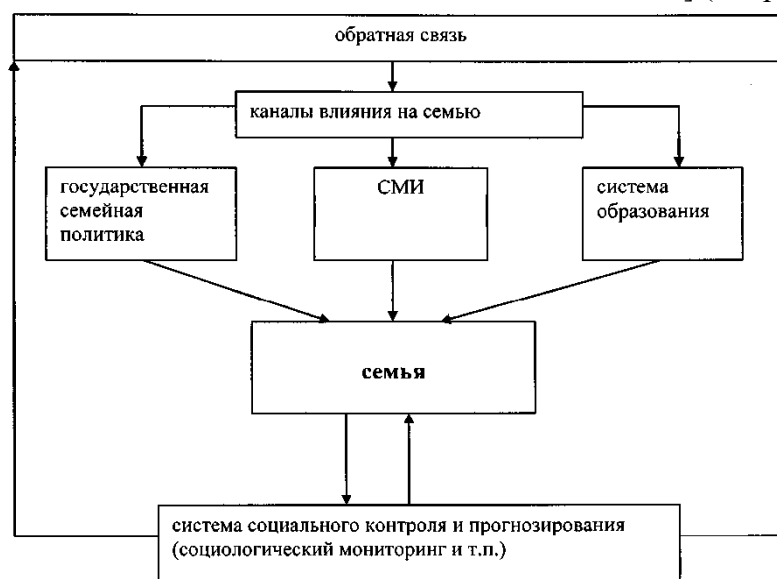 обратная связь
каналы влияния на семью
государственная
семейная
политика
СМИ
система
образования
семья
система социального контроля и прогнозирования
(социологический мониторинг и т.п.)